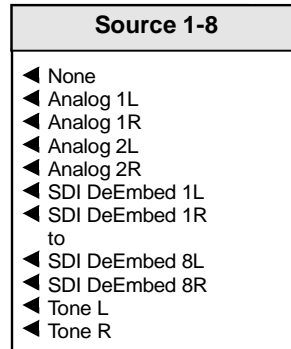 Source 1-8
None
Analog 1L
Analog 1R
Analog 2L
Analog 2R
SDI DeEmbed 1L
SDI DeEmbed 1R
to
SDI DeEmbed 8L
SDI DeEmbed 8R
Tone L
Tone R